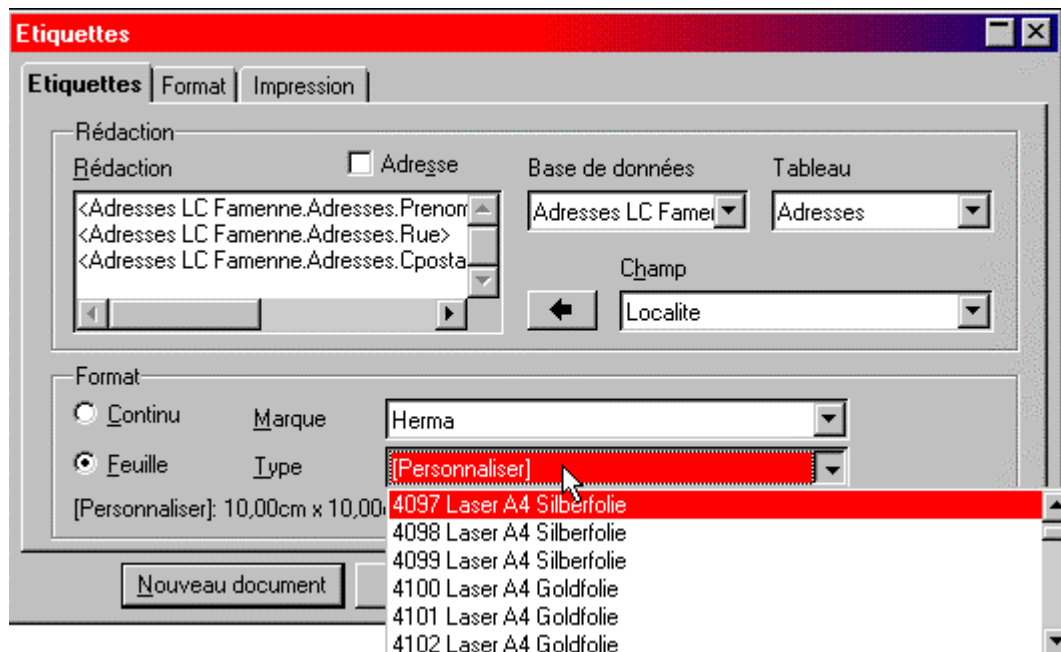 Etiquettes
Etiquettes Format Impression
Rédaction
Rédaction Adresse Base de données Tableau
<Adresses LC Famenne.Adresses.Prenom
<Adresses LC Famenne.Adresses.Rue>
<Adresses LC Famenne.Adresses.Cposta
Adresses LC Famen Adresses
Champ
Localite
Format
Continu Marque Herma
Feuille Type [Personnaliser]
[Personnaliser]: 10,00cm x 10,00
4097 Laser A4 Silberfolie
4098 Laser A4 Silberfolie
4099 Laser A4 Silberfolie
4100 Laser A4 Goldfolie
4101 Laser A4 Goldfolie
4102 Laser A4 Goldfolie
Nouveau document